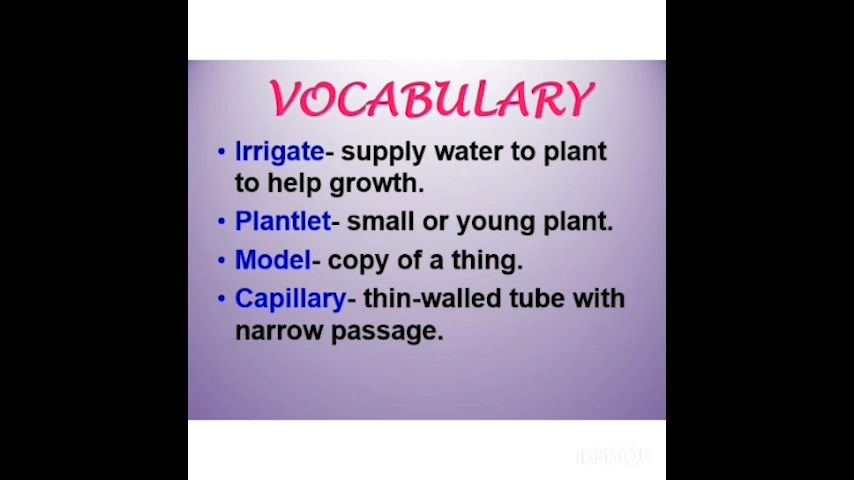 VOCABULARY
• Irrigate- supply water to plant
to help growth.
• Plantlet- small or young plant.
• Model- copy of a thing.
• Capillary- thin-walled tube with
narrow passage.
InShOt